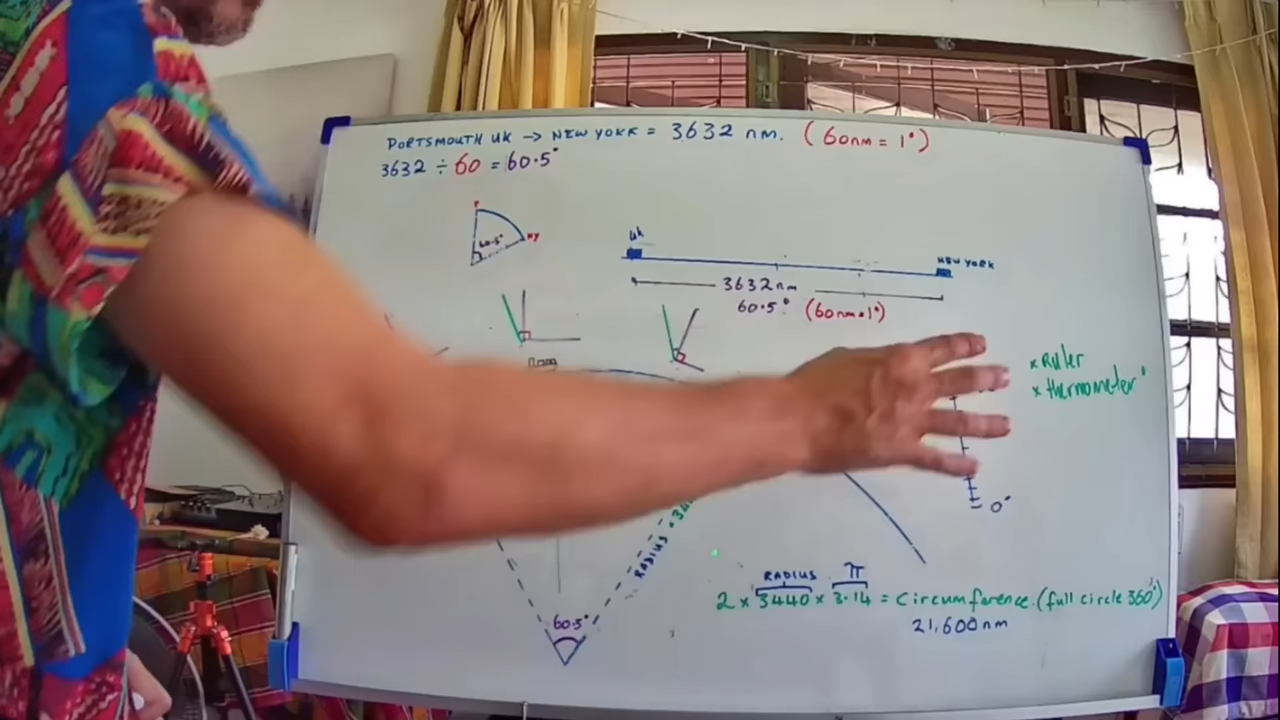 PORTSMOUTH UK → NEW YORK = 3632 nm. (60nm = 1°)
3632 ÷ 60 = 60.5°
P
60.5°
NY
UK
NEW YORK
3632nm
60.5° (60nm=1°)
x Ruler
x thermometer
0°
RADIUS
60.5°
RADIUS π
2 x 3440 x 3.14 = Circumference. (full circle 360°)
21,600nm